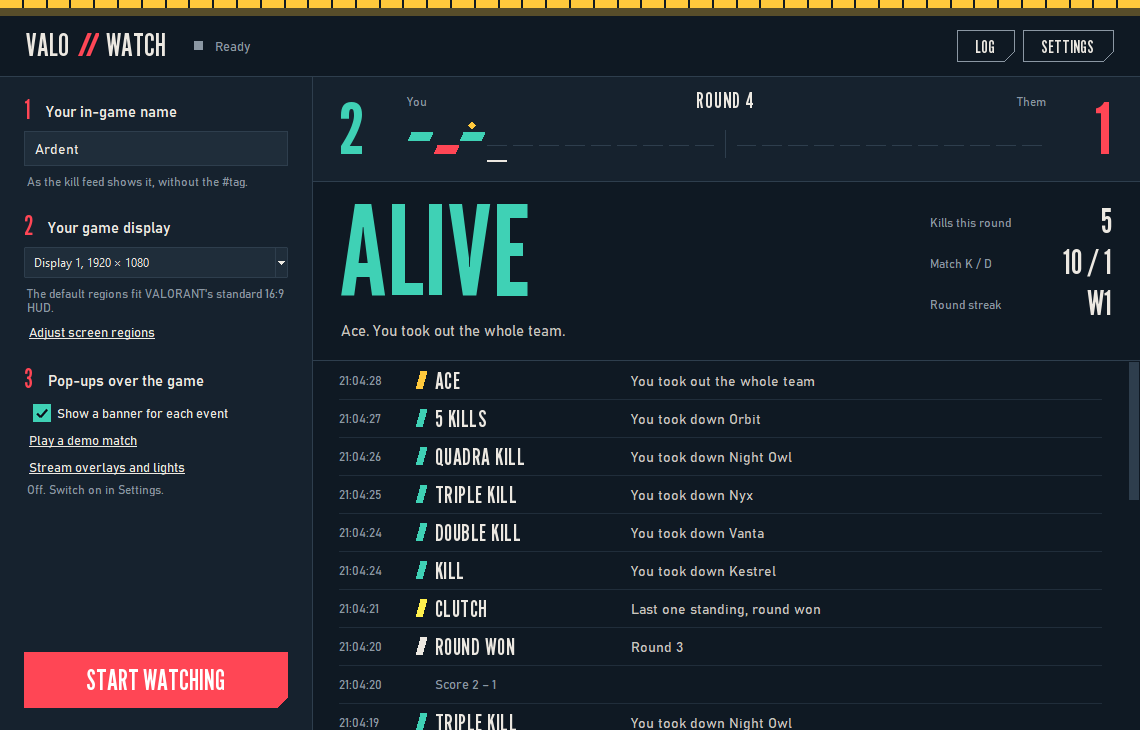 VALO // WATCH
Ready
LOG
SETTINGS
1 Your in-game name
Ardent
As the kill feed shows it, without the #tag.
2 Your game display
Display 1, 1920 × 1080
The default regions fit VALORANT's standard 16:9
HUD.
Adjust screen regions
3 Pop-ups over the game
Show a banner for each event
Play a demo match
Stream overlays and lights
Off. Switch on in Settings.
START WATCHING
2
You
ROUND 4
Them
1
ALIVE
Ace. You took out the whole team.
Kills this round 5
Match K / D 10 / 1
Round streak W1
21:04:28 ACE You took out the whole team
21:04:27 5 KILLS You took down Orbit
21:04:26 QUADRA KILL You took down Night Owl
21:04:25 TRIPLE KILL You took down Nyx
21:04:24 DOUBLE KILL You took down Vanta
21:04:24 KILL You took down Kestrel
21:04:21 CLUTCH Last one standing, round won
21:04:20 ROUND WON Round 3
21:04:20 Score 2 – 1
21:04:19 TRIPLE KILL You took down Night Owl